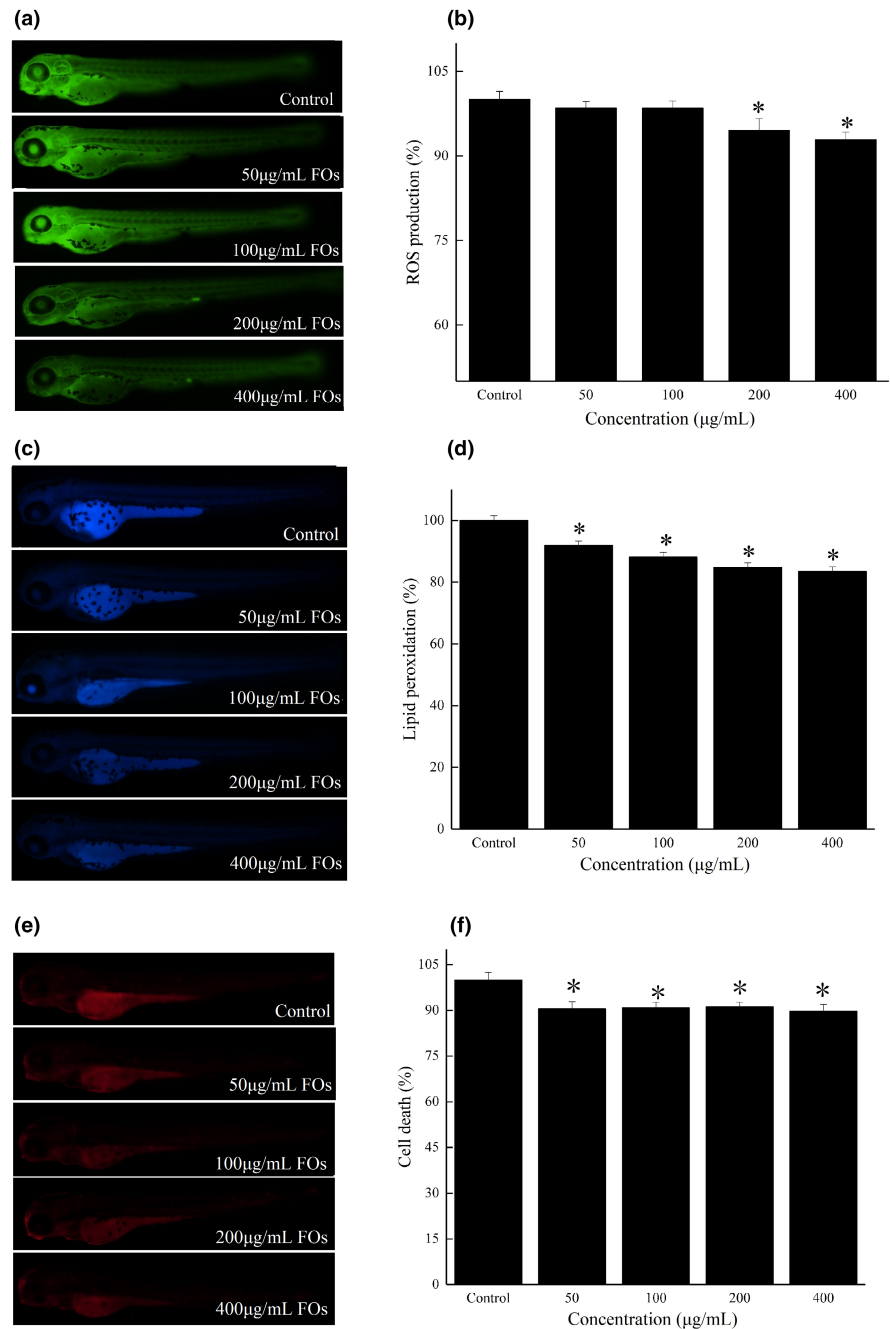 (a)
Control
50μg/mL FOs
100μg/mL FOs
200μg/mL FOs
400μg/mL FOs
(b)
105
90
75
60
ROS production (%)
* *
Control 50 100 200 400
Concentration (μg/mL)
(c)
Control
50μg/mL FOs
100μg/mL FOs
200μg/mL FOs
400μg/mL FOs
(d)
100
80
60
40
20
0
Lipid peroxidation (%)
* * * *
Control 50 100 200 400
Concentration (μg/mL)
(e)
Control
50μg/mL FOs
100μg/mL FOs
200μg/mL FOs
400μg/mL FOs
(f)
105
90
75
60
45
30
15
0
Cell death (%)
* * * *
Control 50 100 200 400
Concentration (μg/mL)